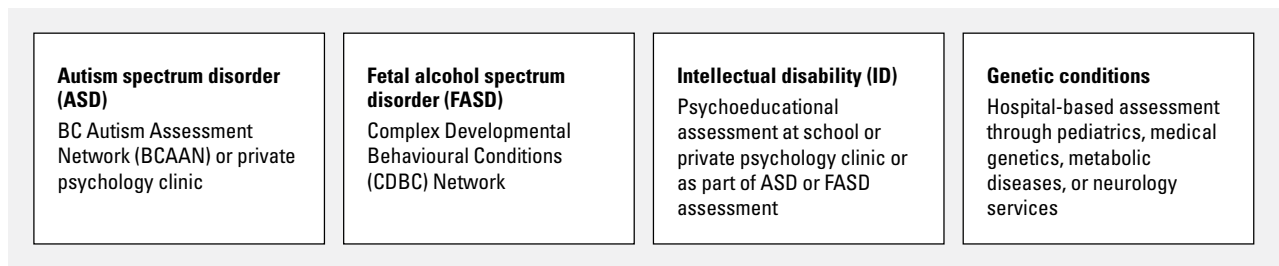 Autism spectrum disorder
(ASD)
BC Autism Assessment
Network (BCAAN) or private
psychology clinic
Fetal alcohol spectrum
disorder (FASD)
Complex Developmental
Behavioural Conditions
(CDBC) Network
Intellectual disability (ID)
Psychoeducational
assessment at school or
private psychology clinic or
as part of ASD or FASD
assessment
Genetic conditions
Hospital-based assessment
through pediatrics, medical
genetics, metabolic
diseases, or neurology
services